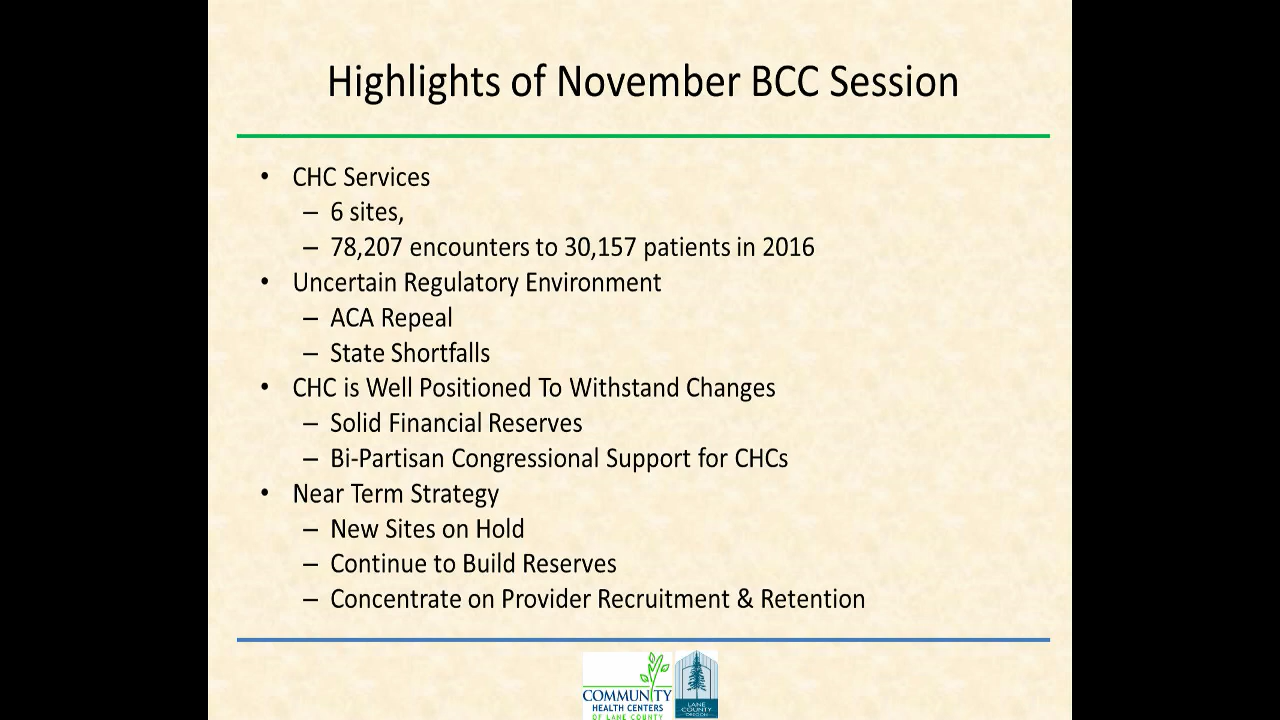 Highlights of November BCC Session
• CHC Services
– 6 sites,
– 78,207 encounters to 30,157 patients in 2016
• Uncertain Regulatory Environment
– ACA Repeal
– State Shortfalls
• CHC is Well Positioned To Withstand Changes
– Solid Financial Reserves
– Bi-Partisan Congressional Support for CHCs
• Near Term Strategy
– New Sites on Hold
– Continue to Build Reserves
– Concentrate on Provider Recruitment & Retention
COMMUNITY
HEALTH CENTERS
OF LANE COUNTY
LANE
COUNTY
OREGON